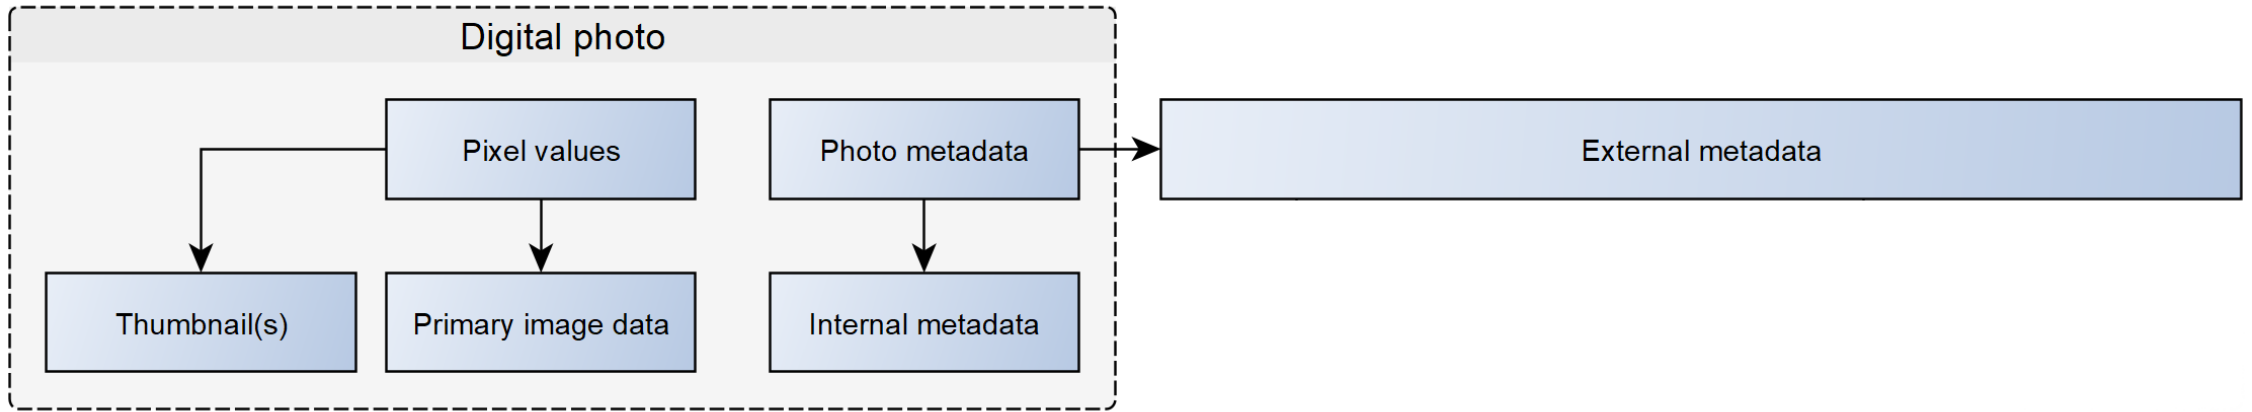 Digital photo
Pixel values
Photo metadata
External metadata
Thumbnail(s)
Primary image data
Internal metadata